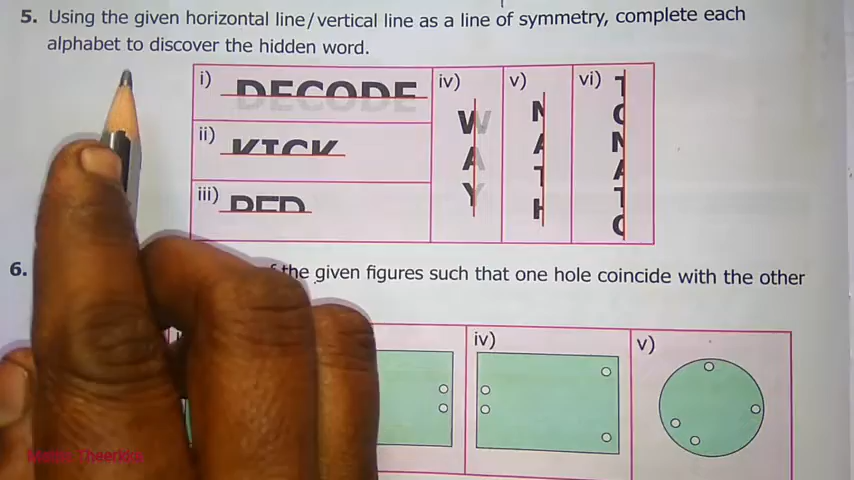 5. Using the given horizontal line/vertical line as a line of symmetry, complete each
alphabet to discover the hidden word.
i) DECODE
ii) KICK
iii)
iv) WAY
v) MATH
vi) TOMATO
6.
the given figures such that one hole coincide with the other
iv)
v)